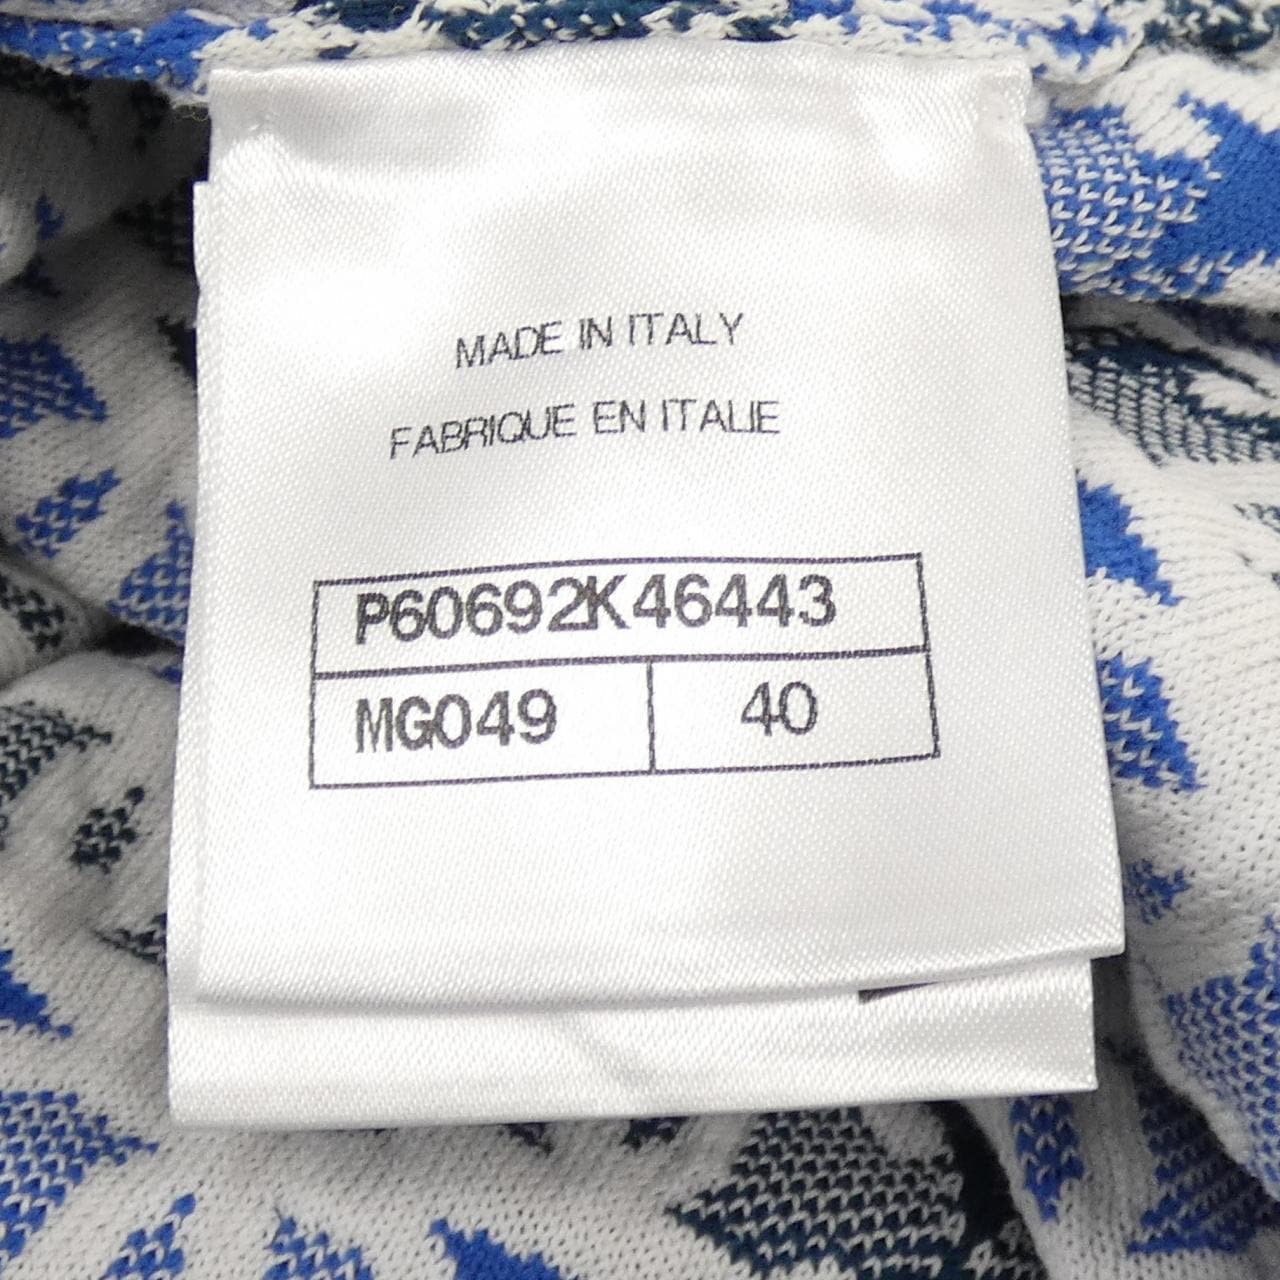 MADE IN ITALY
FABRIQUE EN ITALIE
P60692K46443
MG049 40